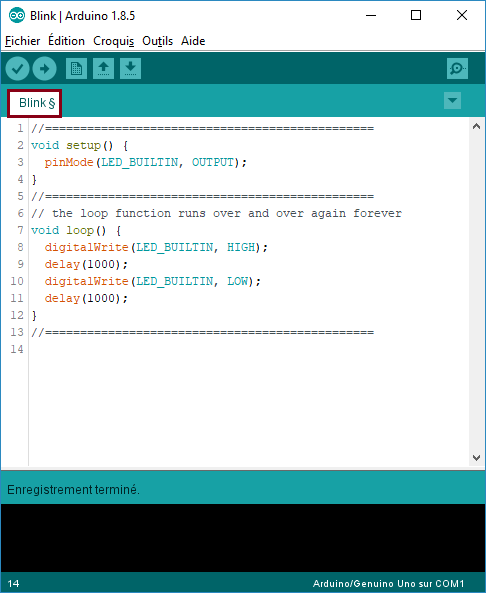 Blink | Arduino 1.8.5
Fichier Édition Croquis Outils Aide
Blink §
1 //===============================================
2 void setup() {
3   pinMode(LED_BUILTIN, OUTPUT);
4 }
5 //===============================================
6 // the loop function runs over and over again forever
7 void loop() {
8   digitalWrite(LED_BUILTIN, HIGH);
9   delay(1000);
10   digitalWrite(LED_BUILTIN, LOW);
11   delay(1000);
12 }
13 //===============================================
14
Enregistrement terminé.
14 Arduino/Genuino Uno sur COM1